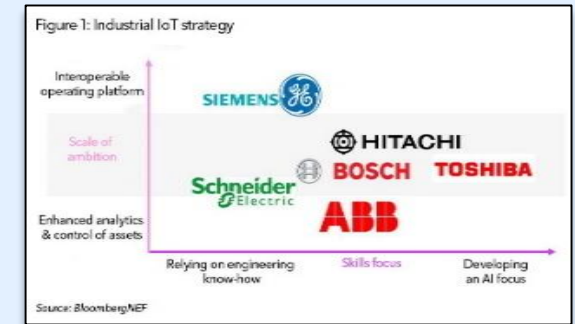 Figure 1: Industrial IoT strategy
Interoperable
operating platform
SIEMENS GE
Scale of
ambition
HITACHI
BOSCH TOSHIBA
Schneider
Electric
Enhanced analytics
& control of assets
ABB
Relying on engineering
know-how
Skills focus
Developing
an AI focus
Source: BloombergNEF